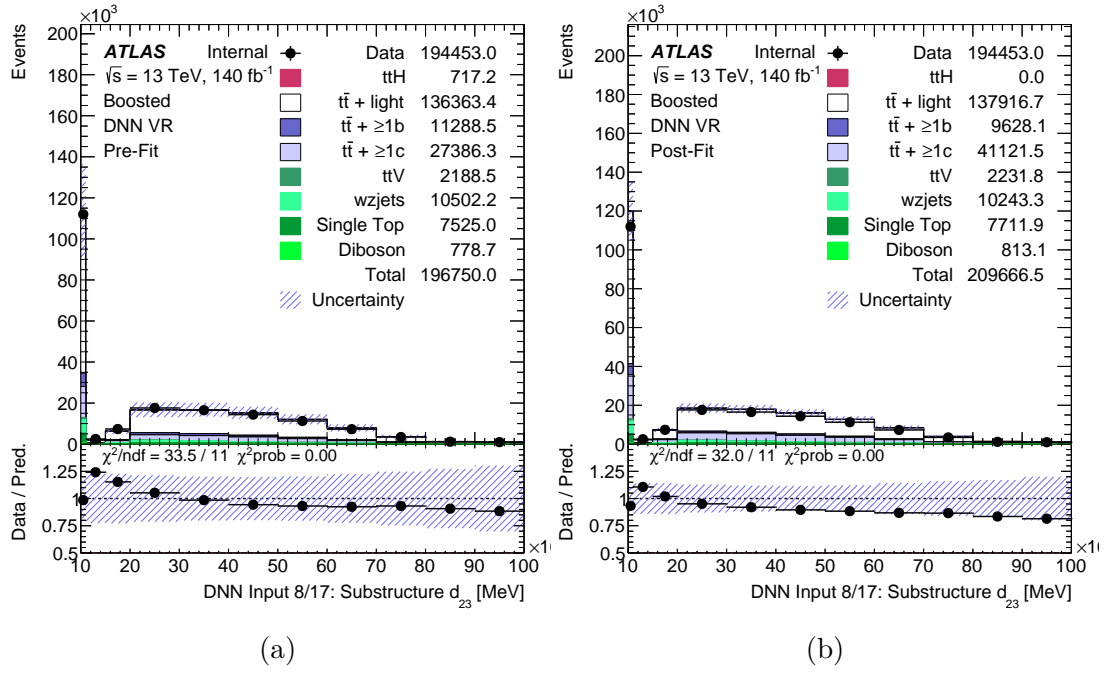 ×10³
Events
200
180
160
140
120
100
80
60
40
20
0
ATLAS Internal
√s = 13 TeV, 140 fb⁻¹
Boosted
DNN VR
Pre-Fit
Data 194453.0
ttH 717.2
tt̄ + light 136363.4
tt̄ + ≥1b 11288.5
tt̄ + ≥1c 27386.3
ttV 2188.5
wzjets 10502.2
Single Top 7525.0
Diboson 778.7
Total 196750.0
Uncertainty
χ²/ndf = 33.5 / 11 χ²prob = 0.00
Data / Pred.
1.25
1
0.75
0.5
10 20 30 40 50 60 70 80 90 100
DNN Input 8/17: Substructure d₂₃ [MeV]
(a)
×10³
Events
200
180
160
140
120
100
80
60
40
20
0
ATLAS Internal
√s = 13 TeV, 140 fb⁻¹
Boosted
DNN VR
Post-Fit
Data 194453.0
ttH 0.0
tt̄ + light 137916.7
tt̄ + ≥1b 9628.1
tt̄ + ≥1c 41121.5
ttV 2231.8
wzjets 10243.3
Single Top 7711.9
Diboson 813.1
Total 209666.5
Uncertainty
χ²/ndf = 32.0 / 11 χ²prob = 0.00
Data / Pred.
1.25
1
0.75
0.5
10 20 30 40 50 60 70 80 90 100
DNN Input 8/17: Substructure d₂₃ [MeV]
(b)